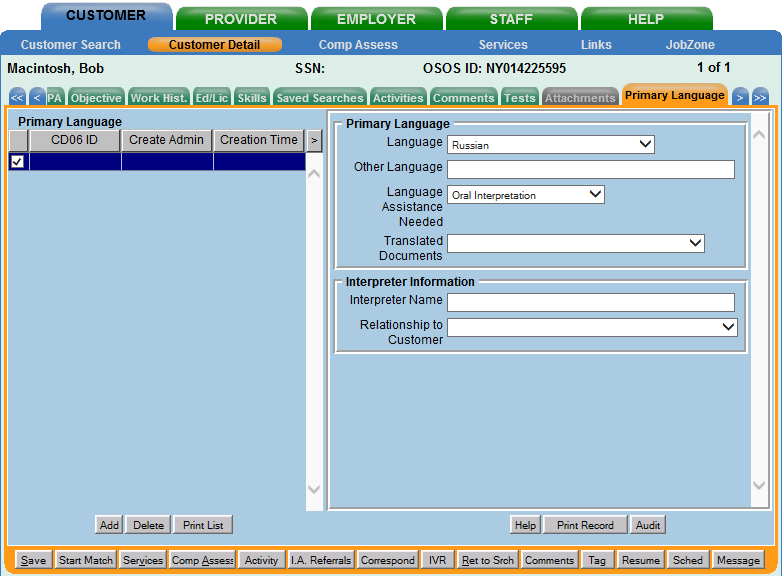 CUSTOMER PROVIDER EMPLOYER STAFF HELP
Customer Search Customer Detail Comp Assess Services Links JobZone
Macintosh, Bob SSN: OSOS ID: NY014225595 1 of 1
<< < PA Objective Work Hist. Ed/Lic Skills Saved Searches Activities Comments Tests Attachments Primary Language > >>
Primary Language
CD06 ID Create Admin Creation Time >
Primary Language
Language Russian
Other Language
Language Assistance Needed Oral Interpretation
Translated Documents
Interpreter Information
Interpreter Name
Relationship to Customer
Add Delete Print List Help Print Record Audit
Save Start Match Services Comp Assess Activity I.A. Referrals Correspond IVR Ret to Srch Comments Tag Resume Sched Message